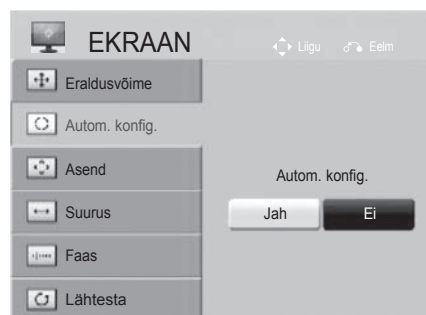 EKRAAN
Liigu
Eelm
Eraldusvõime
Autom. konfig.
Asend
Suurus
Faas
Lähtesta
Autom. konfig.
Jah
Ei